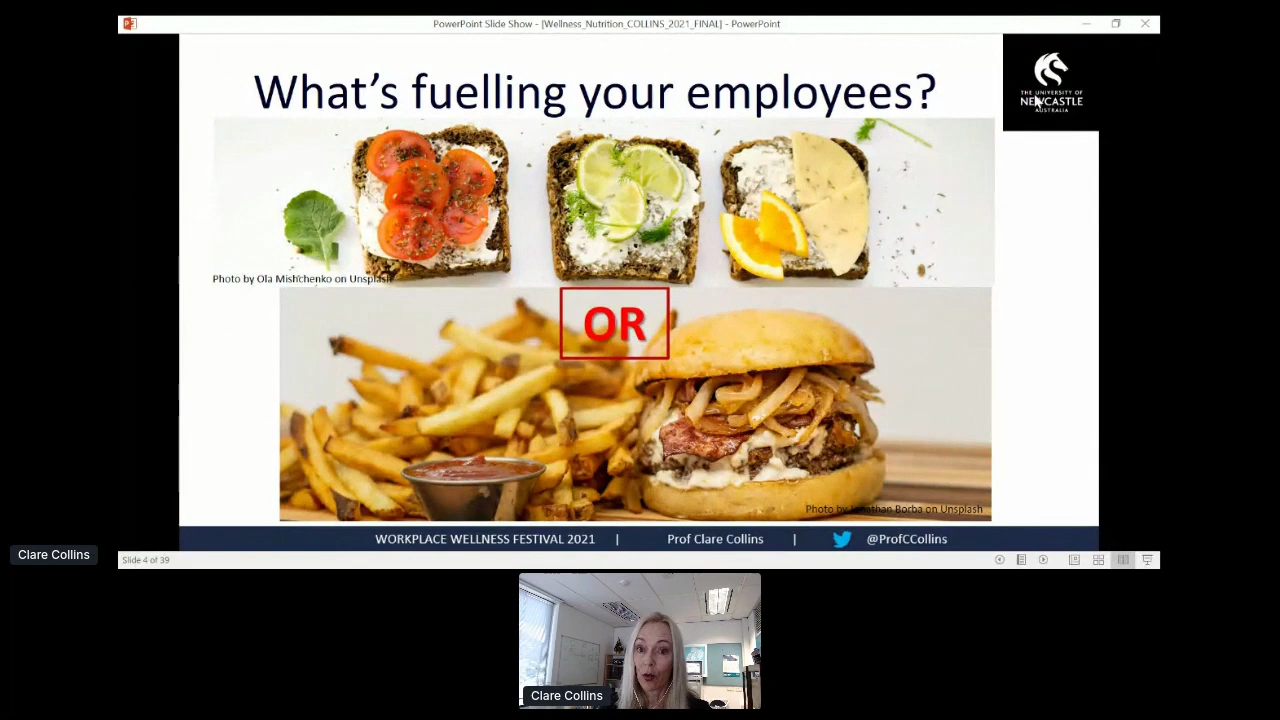 PowerPoint Slide Show - [Wellness_Nutrition_COLLINS_2021_FINAL] - PowerPoint
What's fuelling your employees?
THE UNIVERSITY OF
NEWCASTLE
AUSTRALIA
Photo by Ola Mishchenko on Unsplash
OR
Photo by Jonathan Borba on Unsplash
WORKPLACE WELLNESS FESTIVAL 2021 | Prof Clare Collins | @ProfCCollins
Clare Collins
Slide 4 of 39
Clare Collins